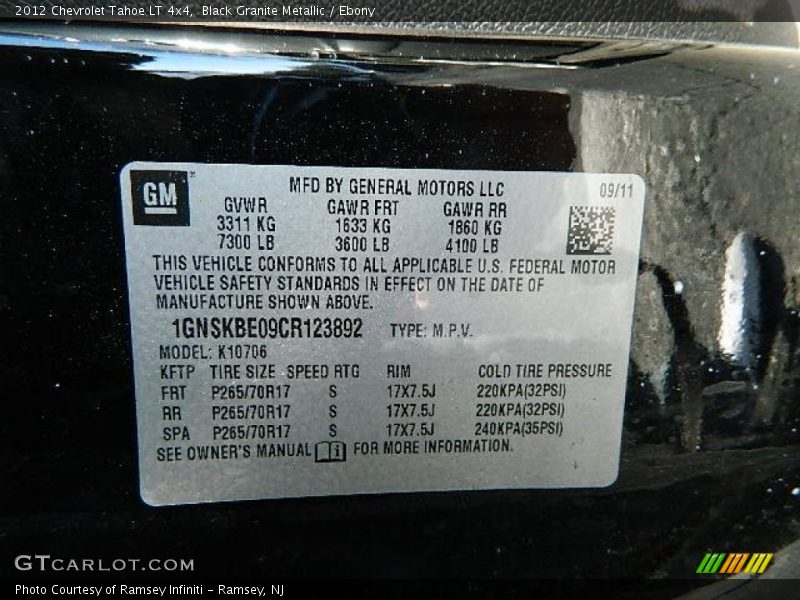 2012 Chevrolet Tahoe LT 4x4, Black Granite Metallic / Ebony
GM
MFD BY GENERAL MOTORS LLC 09/11
GVWR GAWR FRT GAWR RR
3311 KG 1633 KG 1860 KG
7300 LB 3600 LB 4100 LB
THIS VEHICLE CONFORMS TO ALL APPLICABLE U.S. FEDERAL MOTOR
VEHICLE SAFETY STANDARDS IN EFFECT ON THE DATE OF
MANUFACTURE SHOWN ABOVE.
1GNSKBE09CR123892 TYPE: M.P.V.
MODEL: K10706
KFTP TIRE SIZE SPEED RTG RIM COLD TIRE PRESSURE
FRT P265/70R17 S 17X7.5J 220KPA(32PSI)
RR P265/70R17 S 17X7.5J 220KPA(32PSI)
SPA P265/70R17 S 17X7.5J 240KPA(35PSI)
SEE OWNER'S MANUAL i FOR MORE INFORMATION.
GTCARLOT.COM
Photo Courtesy of Ramsey Infiniti - Ramsey, NJ